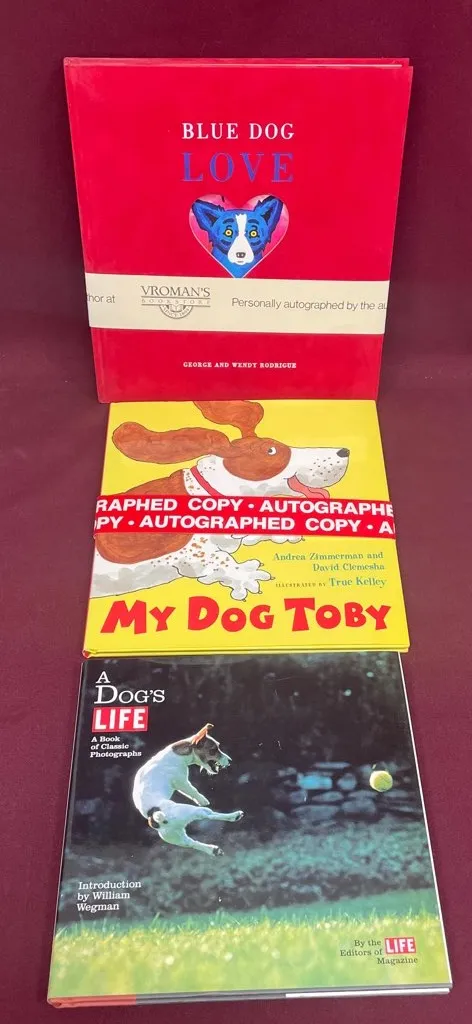 BLUE DOG
LOVE
hor at VROMAN'S Personally autographed by the au
BOOKSTORE
GEORGE AND WENDY RODRIGUE
RAPHED COPY • AUTOGRAPHE
PY • AUTOGRAPHED COPY • A
Andrea Zimmerman and
David Clemesha
ILLUSTRATED BY True Kelley
MY DOG TOBY
A
DOG'S
LIFE
A Book
of Classic
Photographs
Introduction
by William
Wegman
By the
Editors of LIFE
Magazine